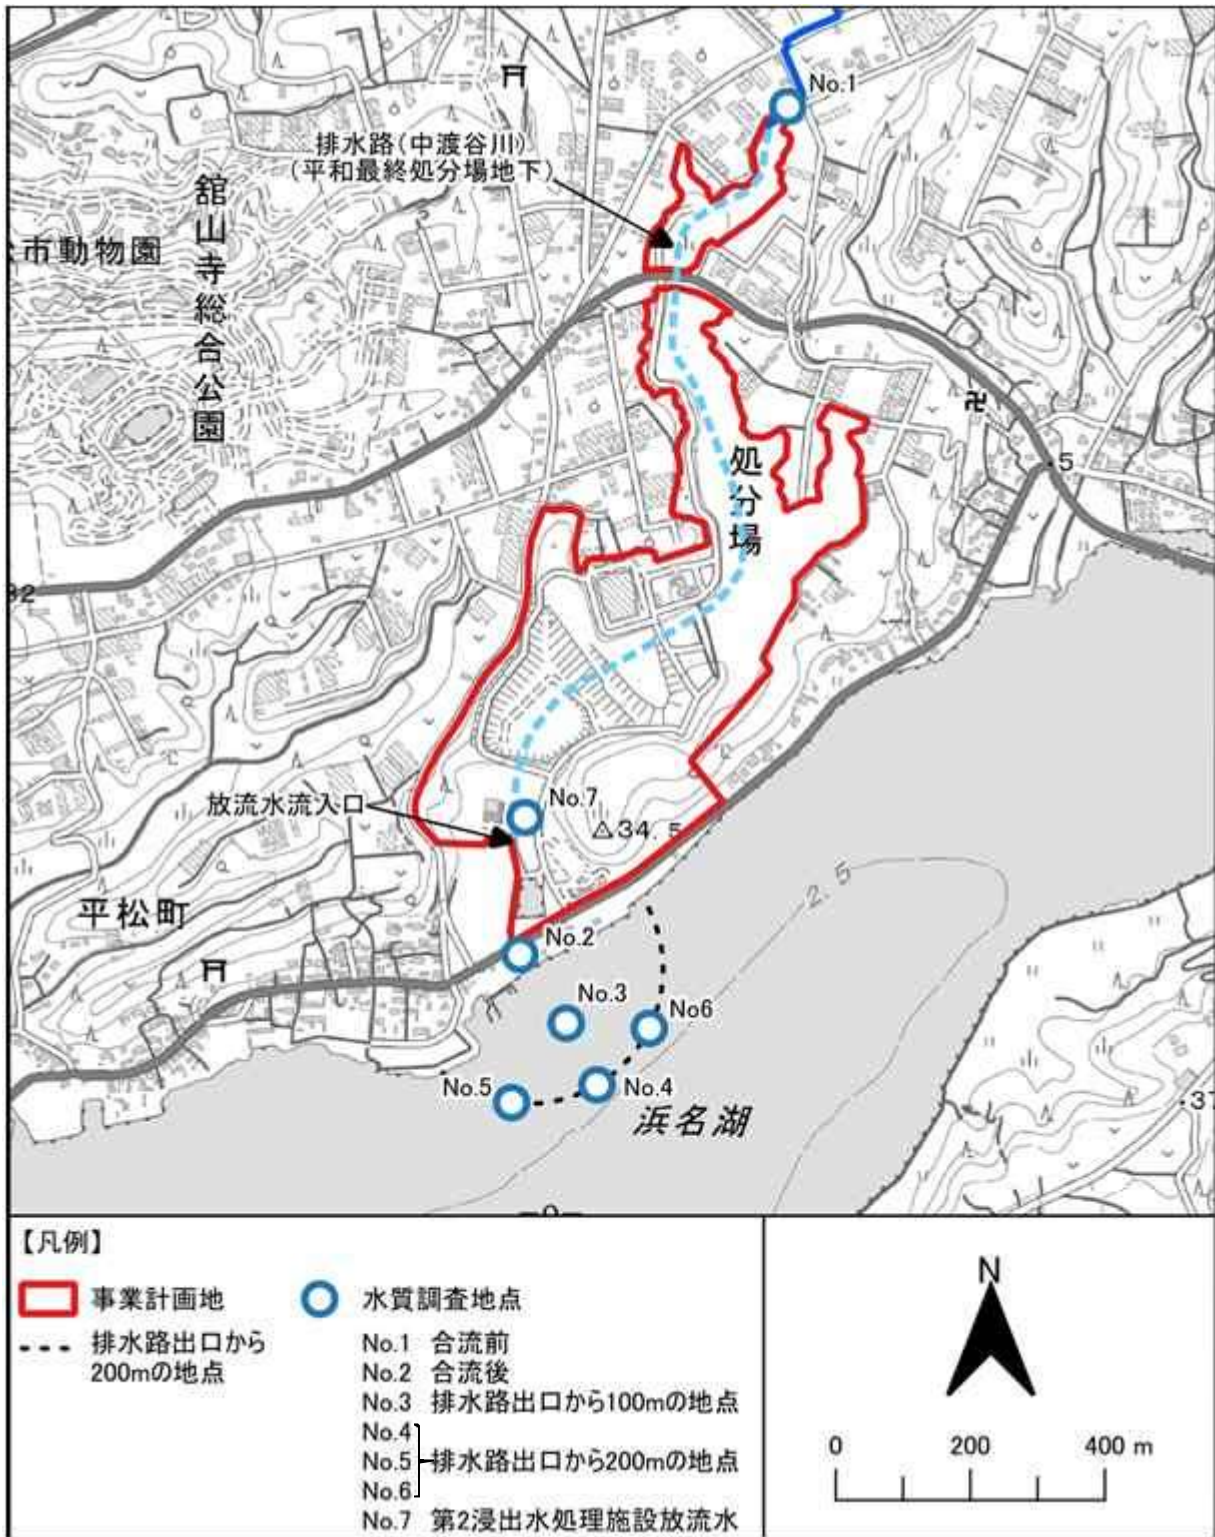 No.1
排水路(中渡谷川)
(平和最終処分場地下)
舘山寺総合公園
市動物園
処分場
5
32
放流水流入口
No.7
34.5
2.5
平松町
No.2
No.3
No6
No.5
No.4
浜名湖
37
【凡例】
事業計画地
水質調査地点
排水路出口から
200mの地点
No.1 合流前
No.2 合流後
No.3 排水路出口から100mの地点
No.4
No.5 排水路出口から200mの地点
No.6
No.7 第2浸出水処理施設放流水
N
0 200 400 m